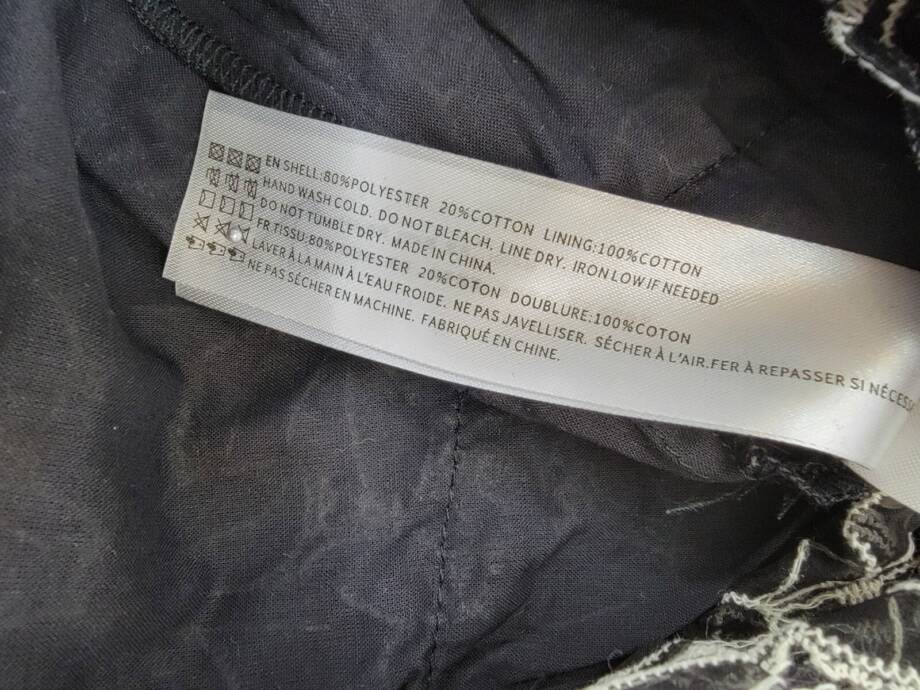 EN SHELL:80%POLYESTER 20%COTTON LINING:100%COTTON
HAND WASH COLD. DO NOT BLEACH, LINE DRY. IRON LOW IF NEEDED
DO NOT TUMBLE DRY. MADE IN CHINA.
FR TISSU:80%POLYESTER 20%COTON DOUBLURE:100%COTON
LAVER À LA MAIN À L'EAU FROIDE. NE PAS JAVELLISER. SÉCHER À L'AIR.FER À REPASSER SI NÉCESS
NE PAS SÉCHER EN MACHINE. FABRIQUÉ EN CHINE.